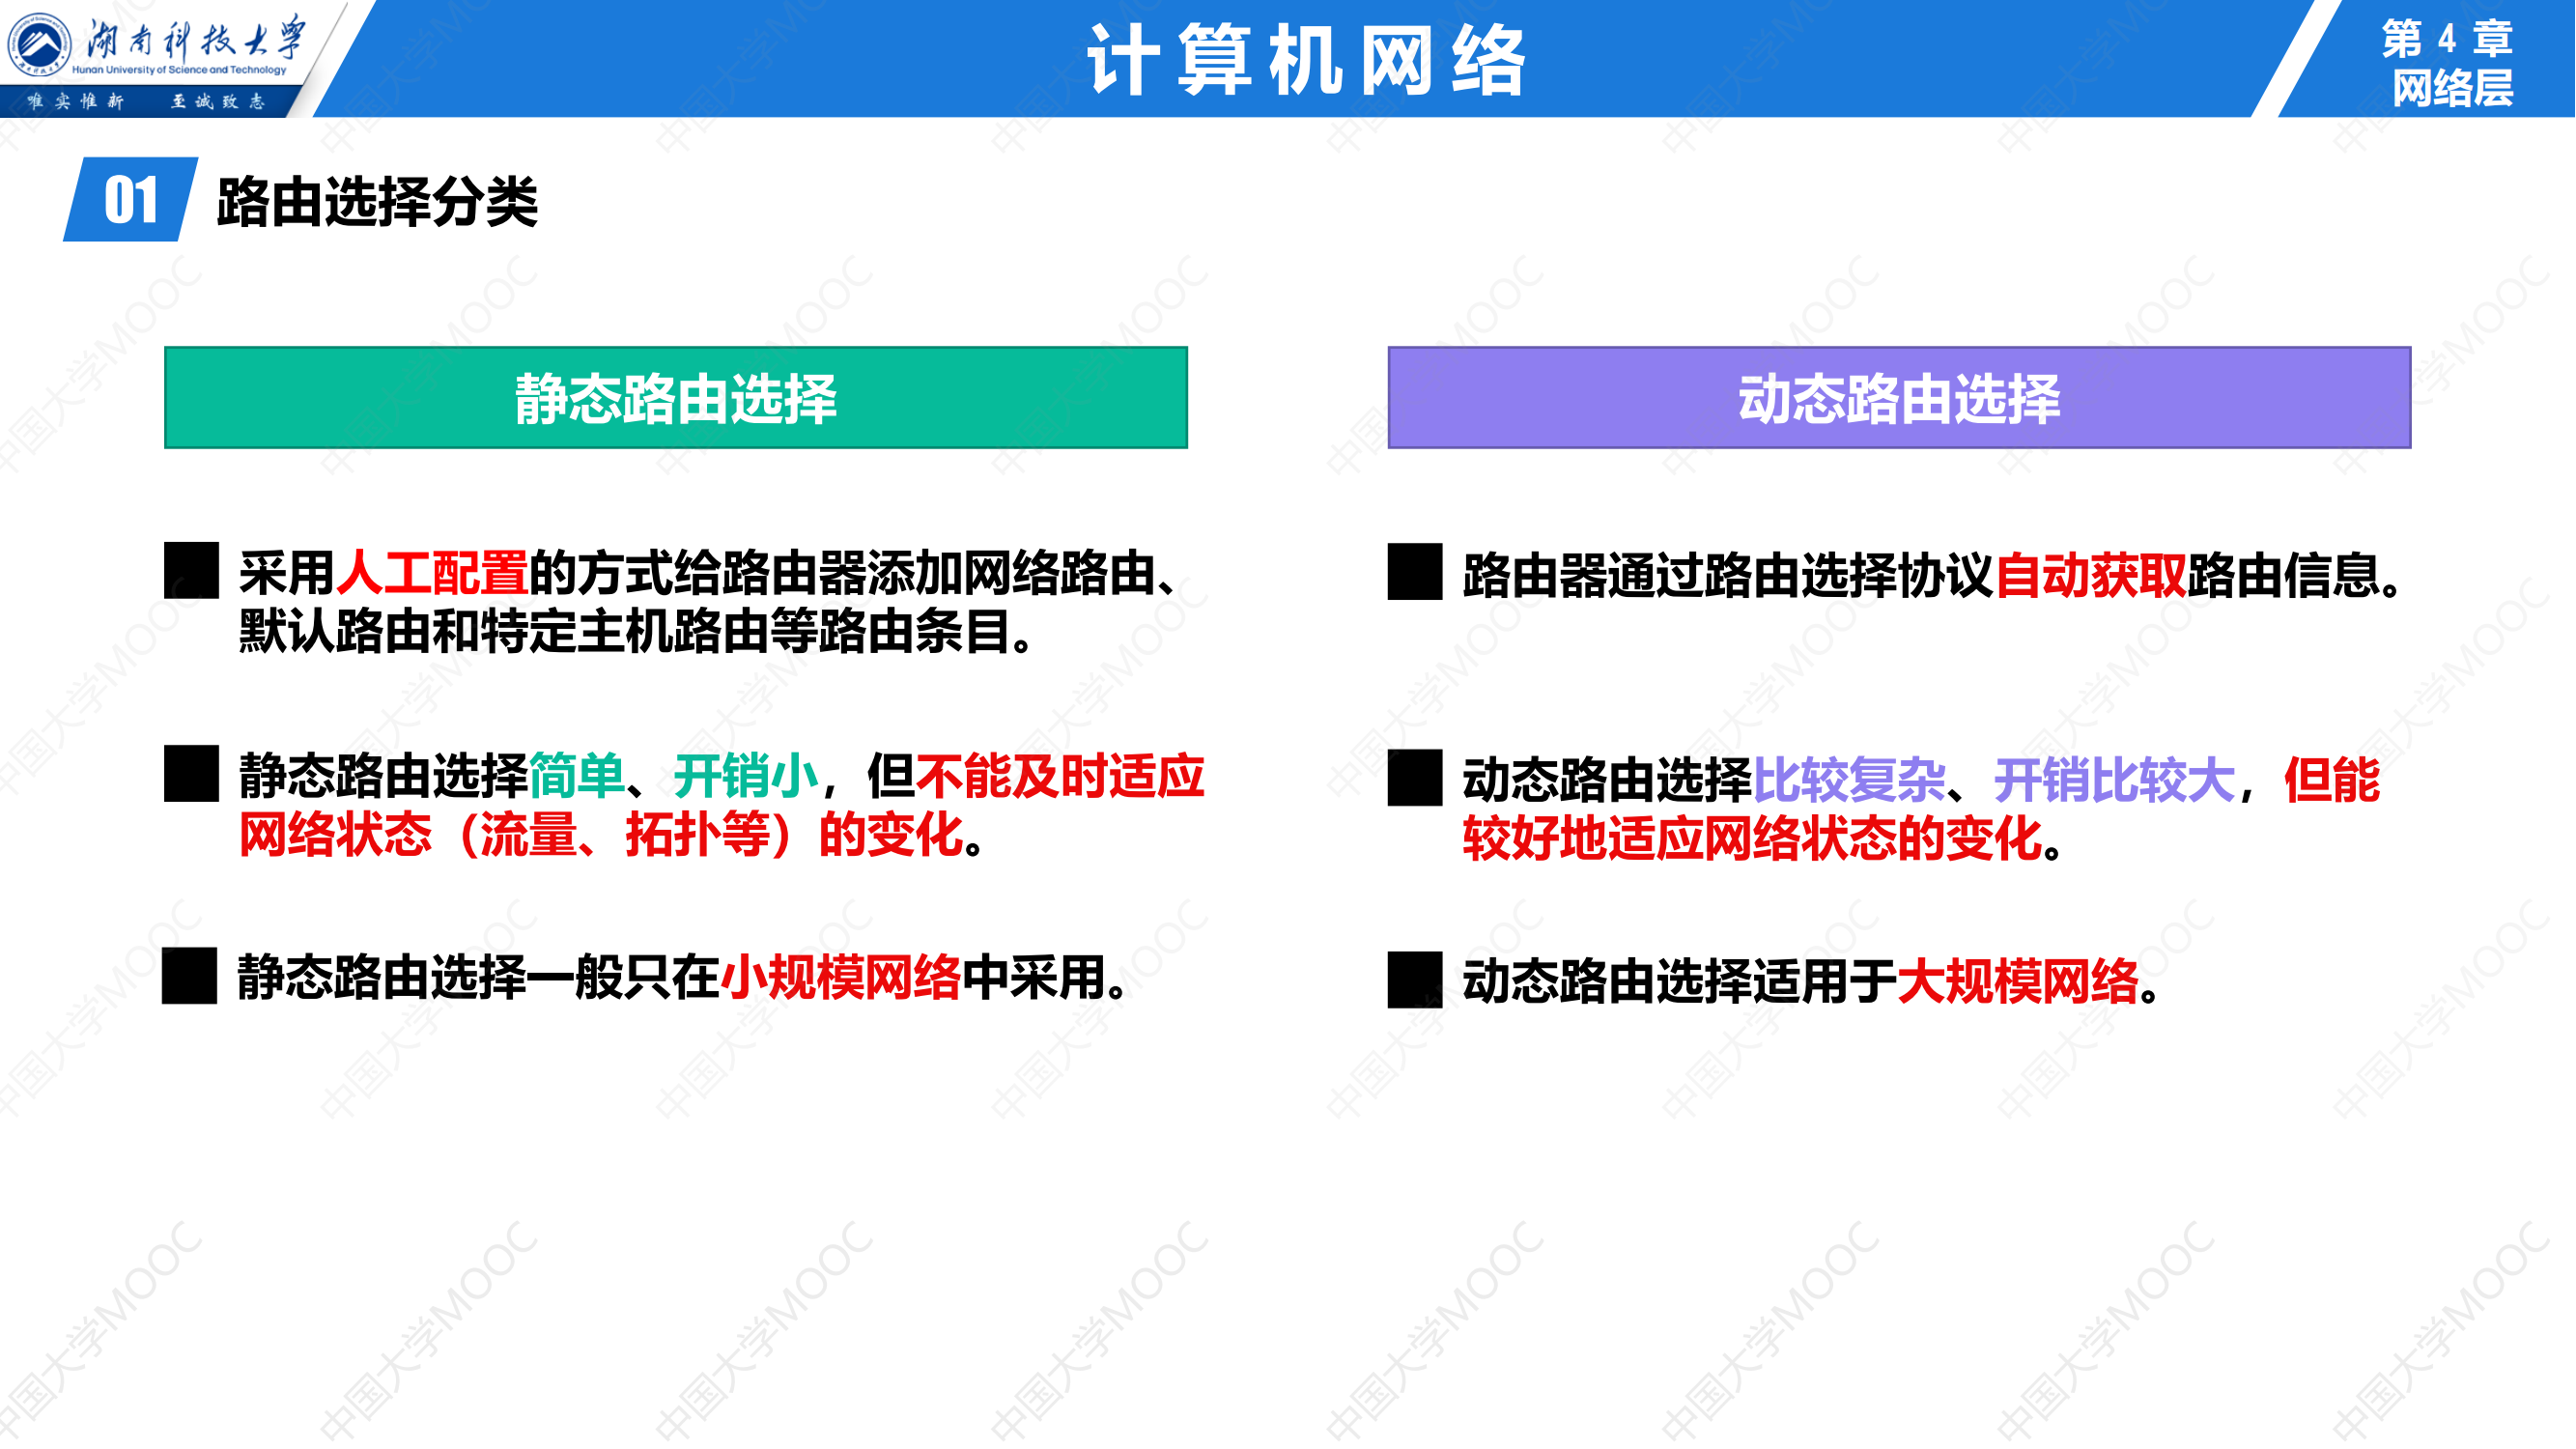 湖南科技大学
Hunan University of Science and Technology
唯实惟新 至诚致志
计算机网络
第 4 章
网络层
01 路由选择分类
静态路由选择
采用人工配置的方式给路由器添加网络路由、
默认路由和特定主机路由等路由条目。
静态路由选择简单、开销小，但不能及时适应
网络状态（流量、拓扑等）的变化。
静态路由选择一般只在小规模网络中采用。
动态路由选择
路由器通过路由选择协议自动获取路由信息。
动态路由选择比较复杂、开销比较大，但能
较好地适应网络状态的变化。
动态路由选择适用于大规模网络。
中国大学MOOC